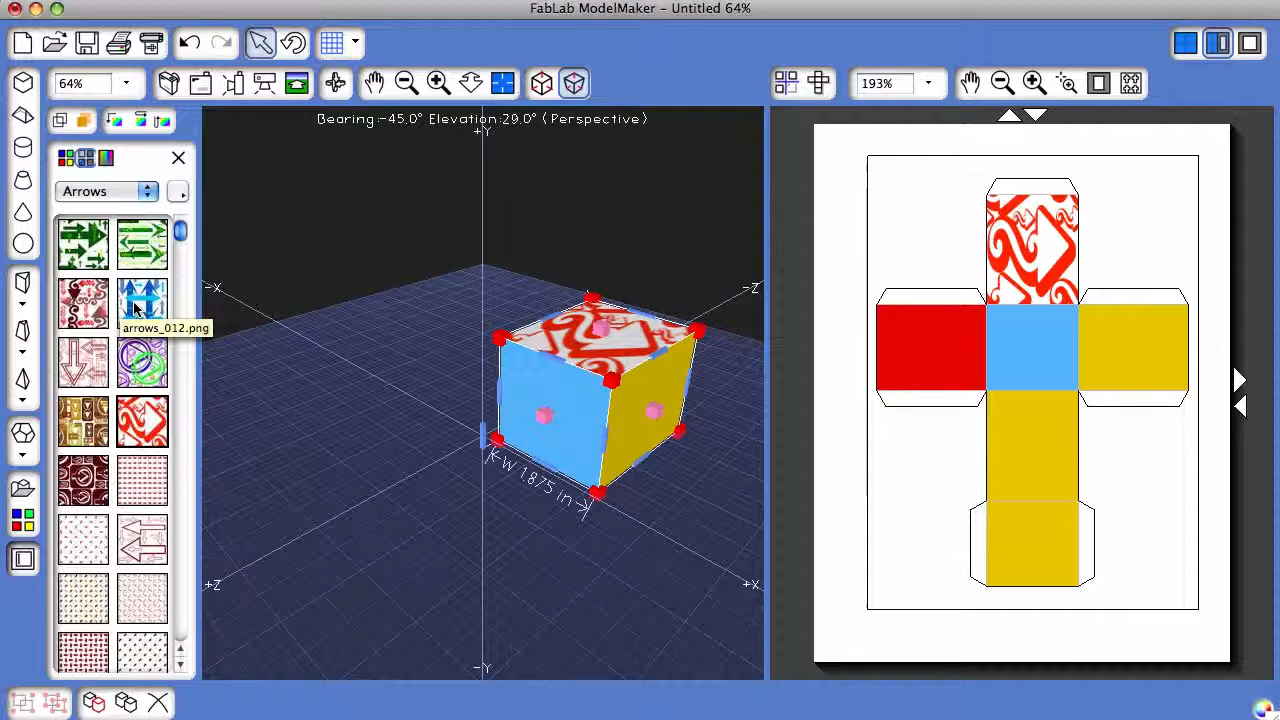 FabLab ModelMaker - Untitled 64%
64%
193%
Bearing:-45.0° Elevation:29.0° (Perspective)
+Y
Arrows
-X
-Z
arrows_012.png
W 1.875 in
+Z
+X
-Y